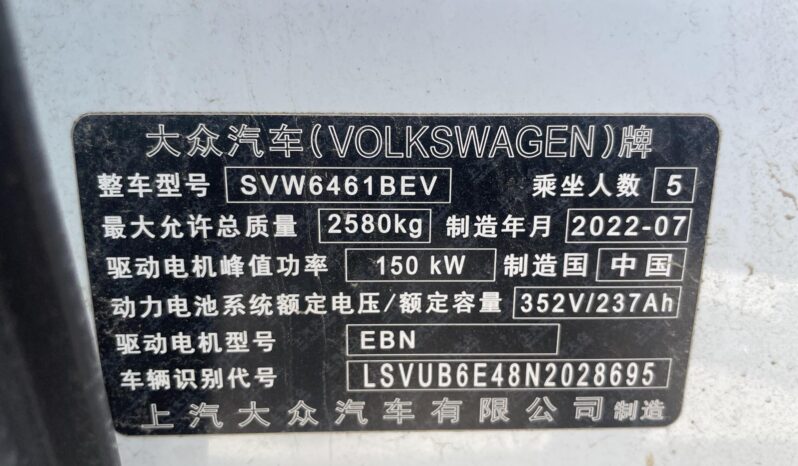 大众汽车(VOLKSWAGEN)牌
整车型号 SVW6461BEV 乘坐人数 5
最大允许总质量 2580kg 制造年月 2022-07
驱动电机峰值功率 150 kW 制造国 中国
动力电池系统额定电压/额定容量 352V/237Ah
驱动电机型号 EBN
车辆识别代号 LSVUB6E48N2028695
上汽大众汽车有限公司 制造